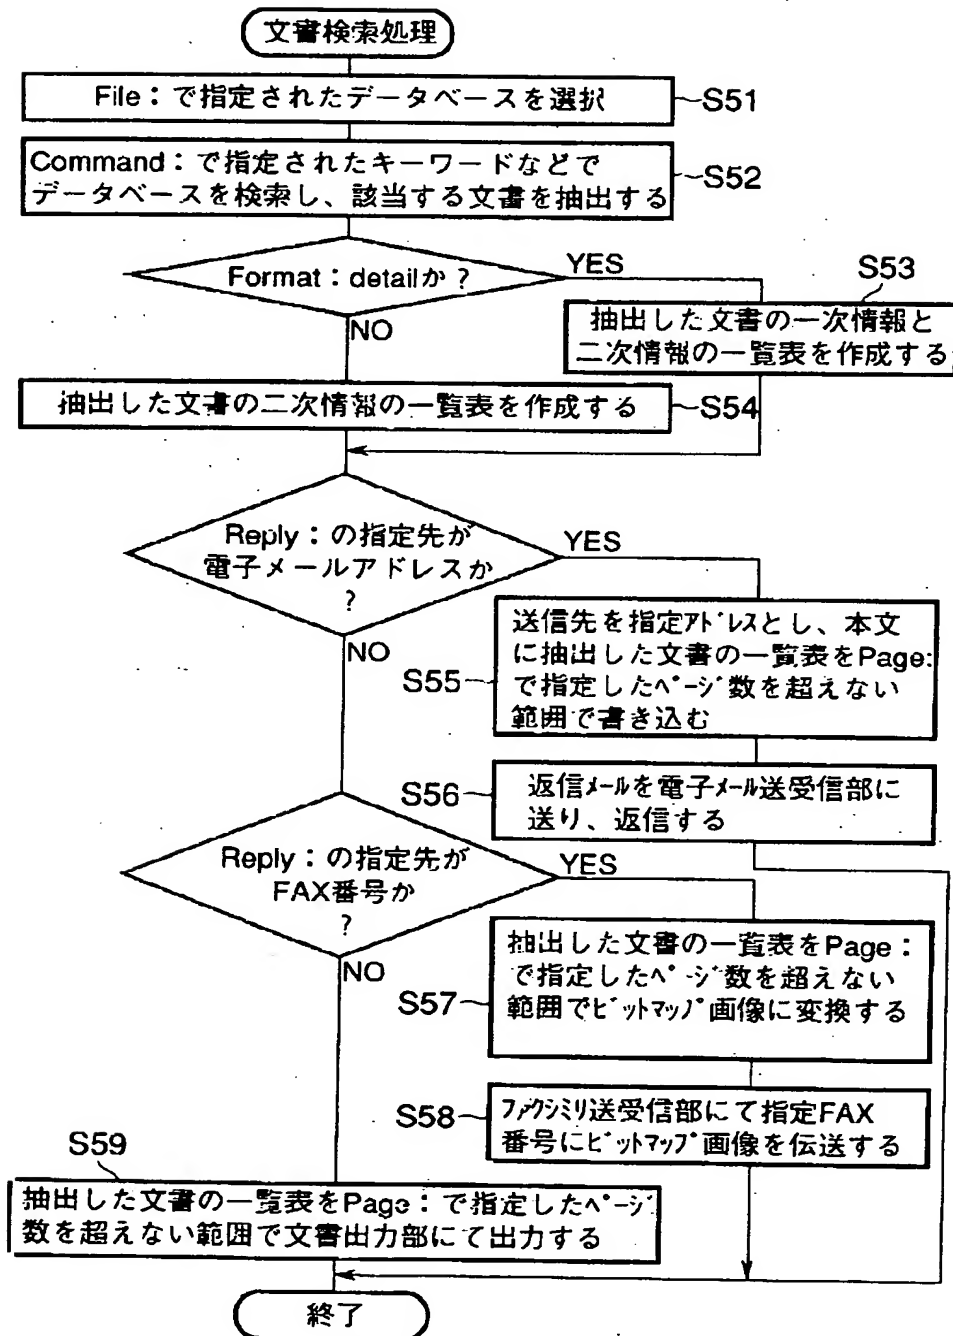 文書検索処理
File：で指定されたデータベースを選択
S51
Command：で指定されたキーワードなどで
データベースを検索し、該当する文書を抽出する
S52
Format：detailか？
YES
NO
S53
抽出した文書の一次情報と
二次情報の一覧表を作成する
抽出した文書の二次情報の一覧表を作成する
S54
Reply：の指定先が
電子メールアドレスか
？
YES
NO
S55
送信先を指定ｱﾄﾞﾚｽとし、本文
に抽出した文書の一覧表をPage:
で指定したﾍﾟｰｼﾞ数を超えない
範囲で書き込む
S56
返信ﾒｰﾙを電子ﾒｰﾙ送受信部に
送り、返信する
Reply：の指定先が
FAX番号か
？
YES
NO
S57
抽出した文書の一覧表をPage：
で指定したﾍﾟｰｼﾞ数を超えない
範囲でﾋﾞｯﾄﾏｯﾌﾟ画像に変換する
S58
ﾌｧｸｼﾐﾘ送受信部にて指定FAX
番号にﾋﾞｯﾄﾏｯﾌﾟ画像を伝送する
S59
抽出した文書の一覧表をPage：で指定したﾍﾟｰｼﾞ
数を超えない範囲で文書出力部にて出力する
終了